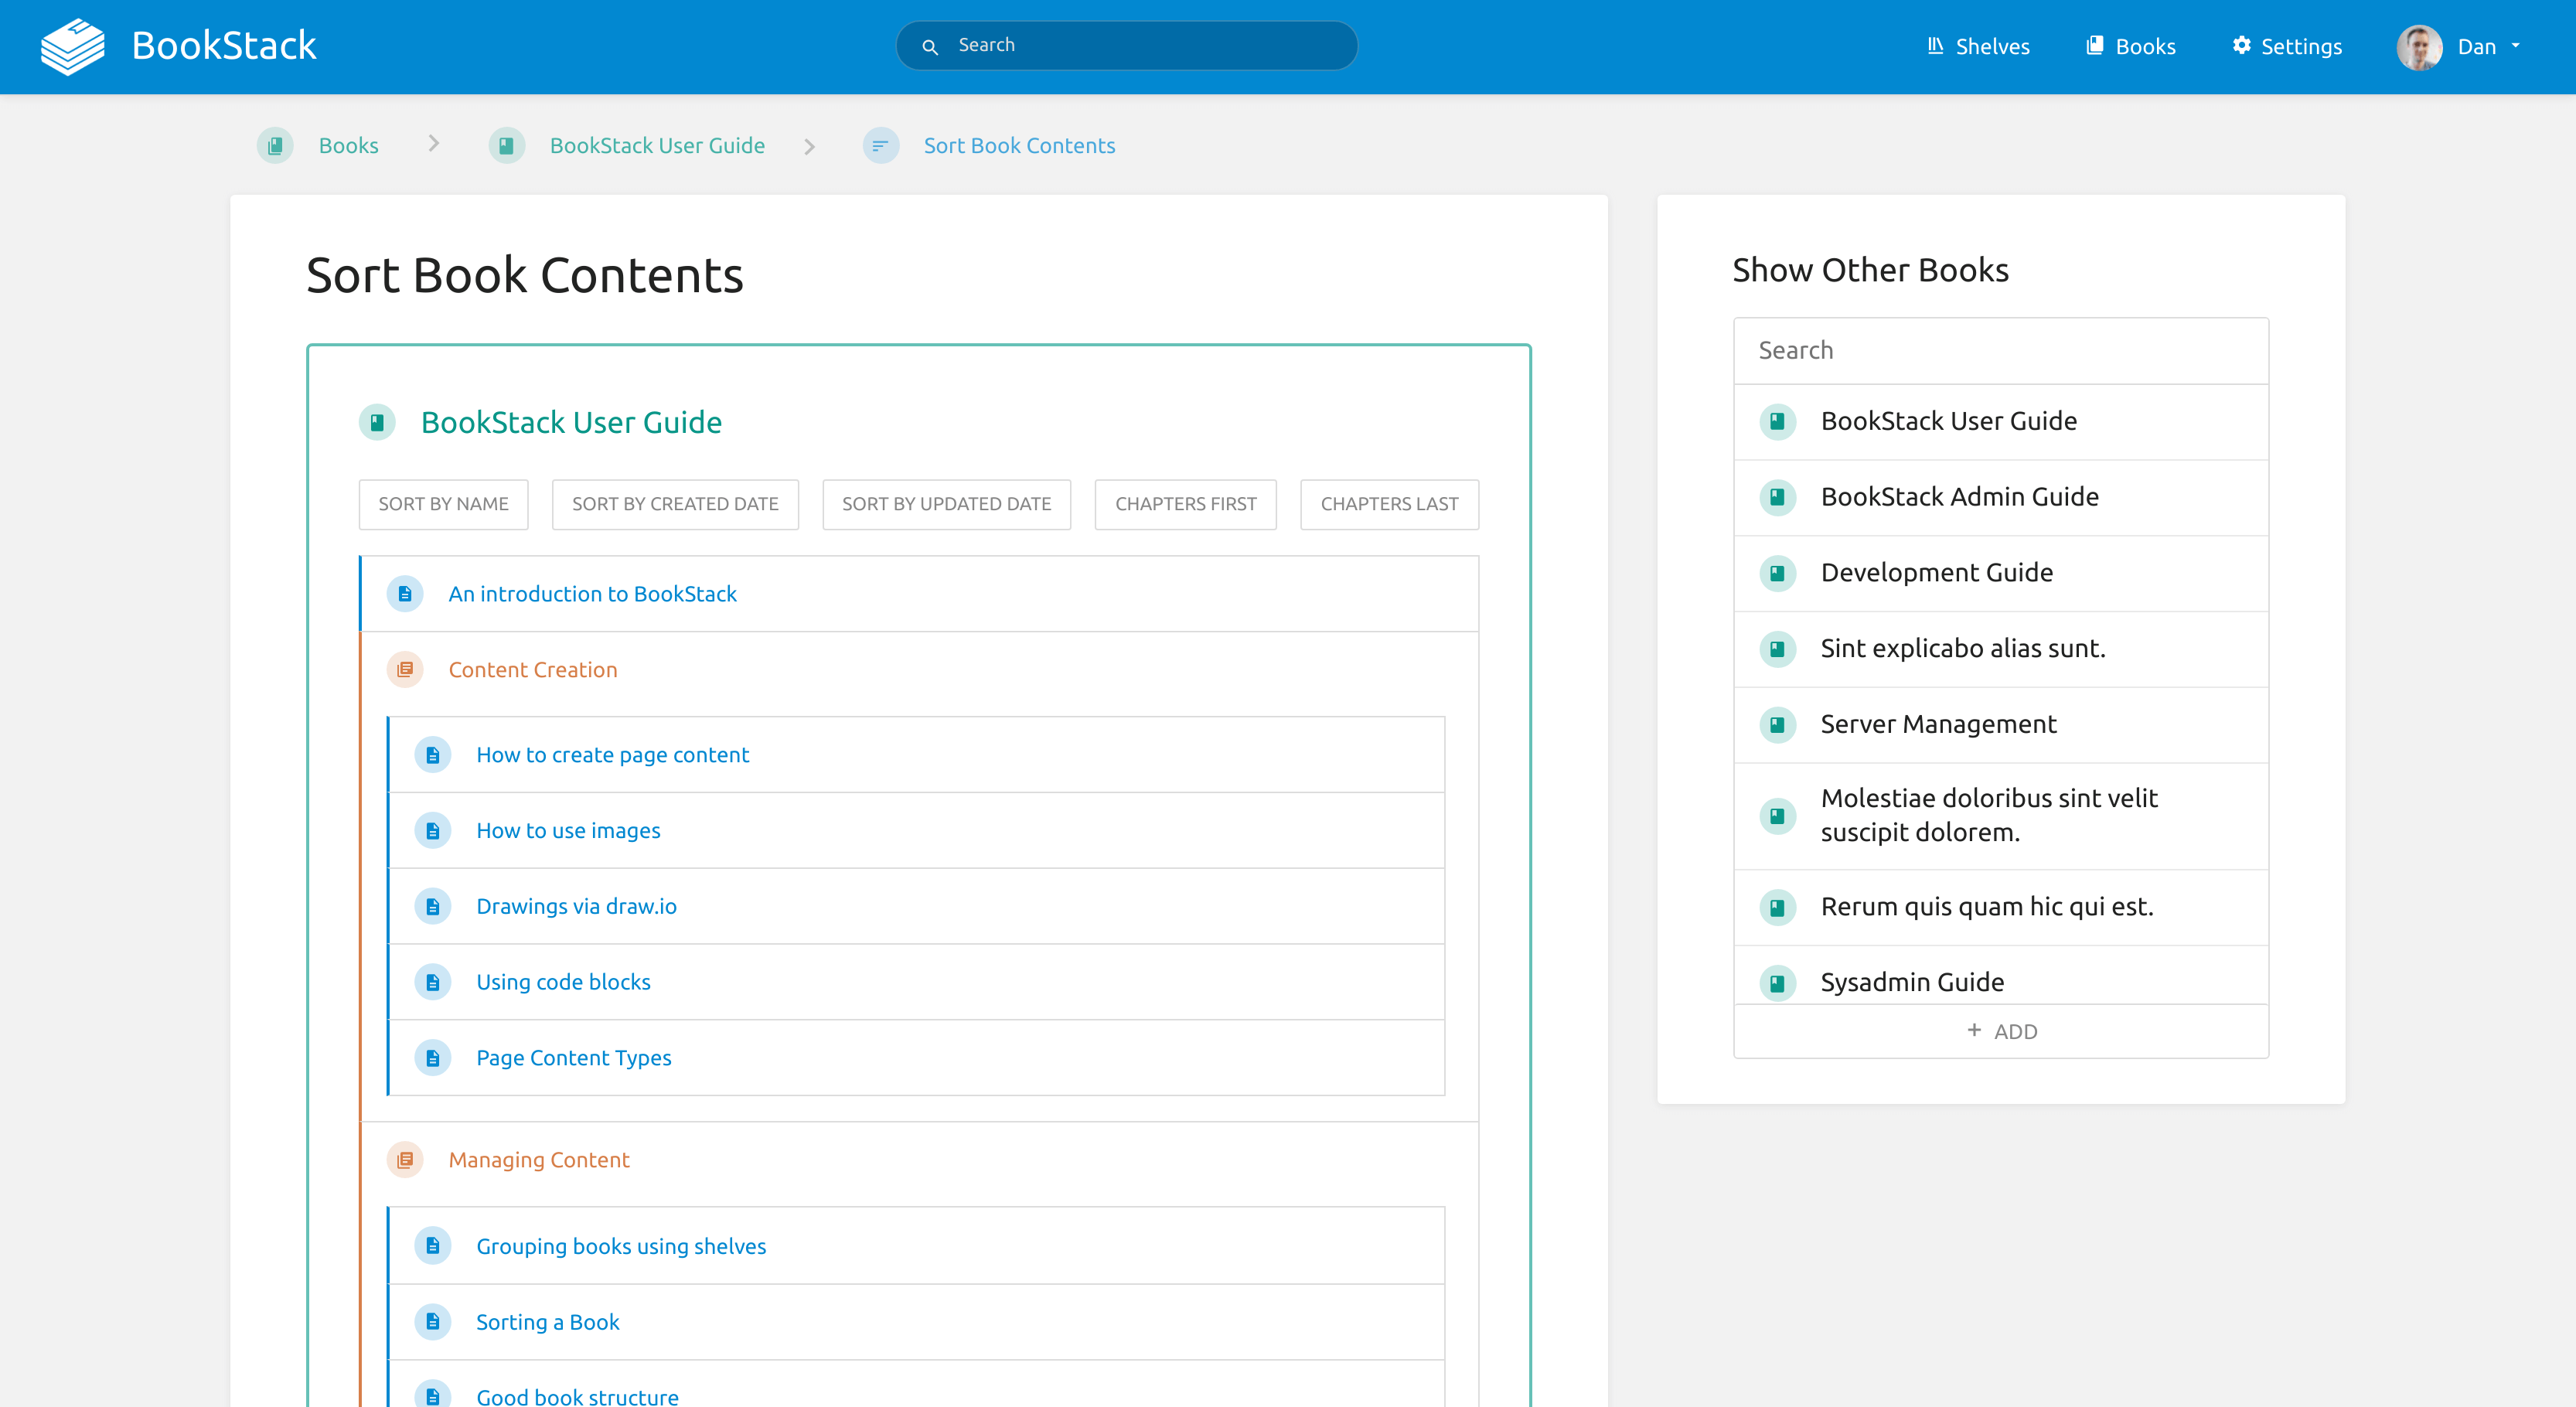 BookStack
Search
Shelves
Books
Settings
Dan
Books
BookStack User Guide
Sort Book Contents
Sort Book Contents
BookStack User Guide
SORT BY NAME
SORT BY CREATED DATE
SORT BY UPDATED DATE
CHAPTERS FIRST
CHAPTERS LAST
An introduction to BookStack
Content Creation
How to create page content
How to use images
Drawings via draw.io
Using code blocks
Page Content Types
Managing Content
Grouping books using shelves
Sorting a Book
Good book structure
Show Other Books
Search
BookStack User Guide
BookStack Admin Guide
Development Guide
Sint explicabo alias sunt.
Server Management
Molestiae doloribus sint velit
suscipit dolorem.
Rerum quis quam hic qui est.
Sysadmin Guide
+ ADD